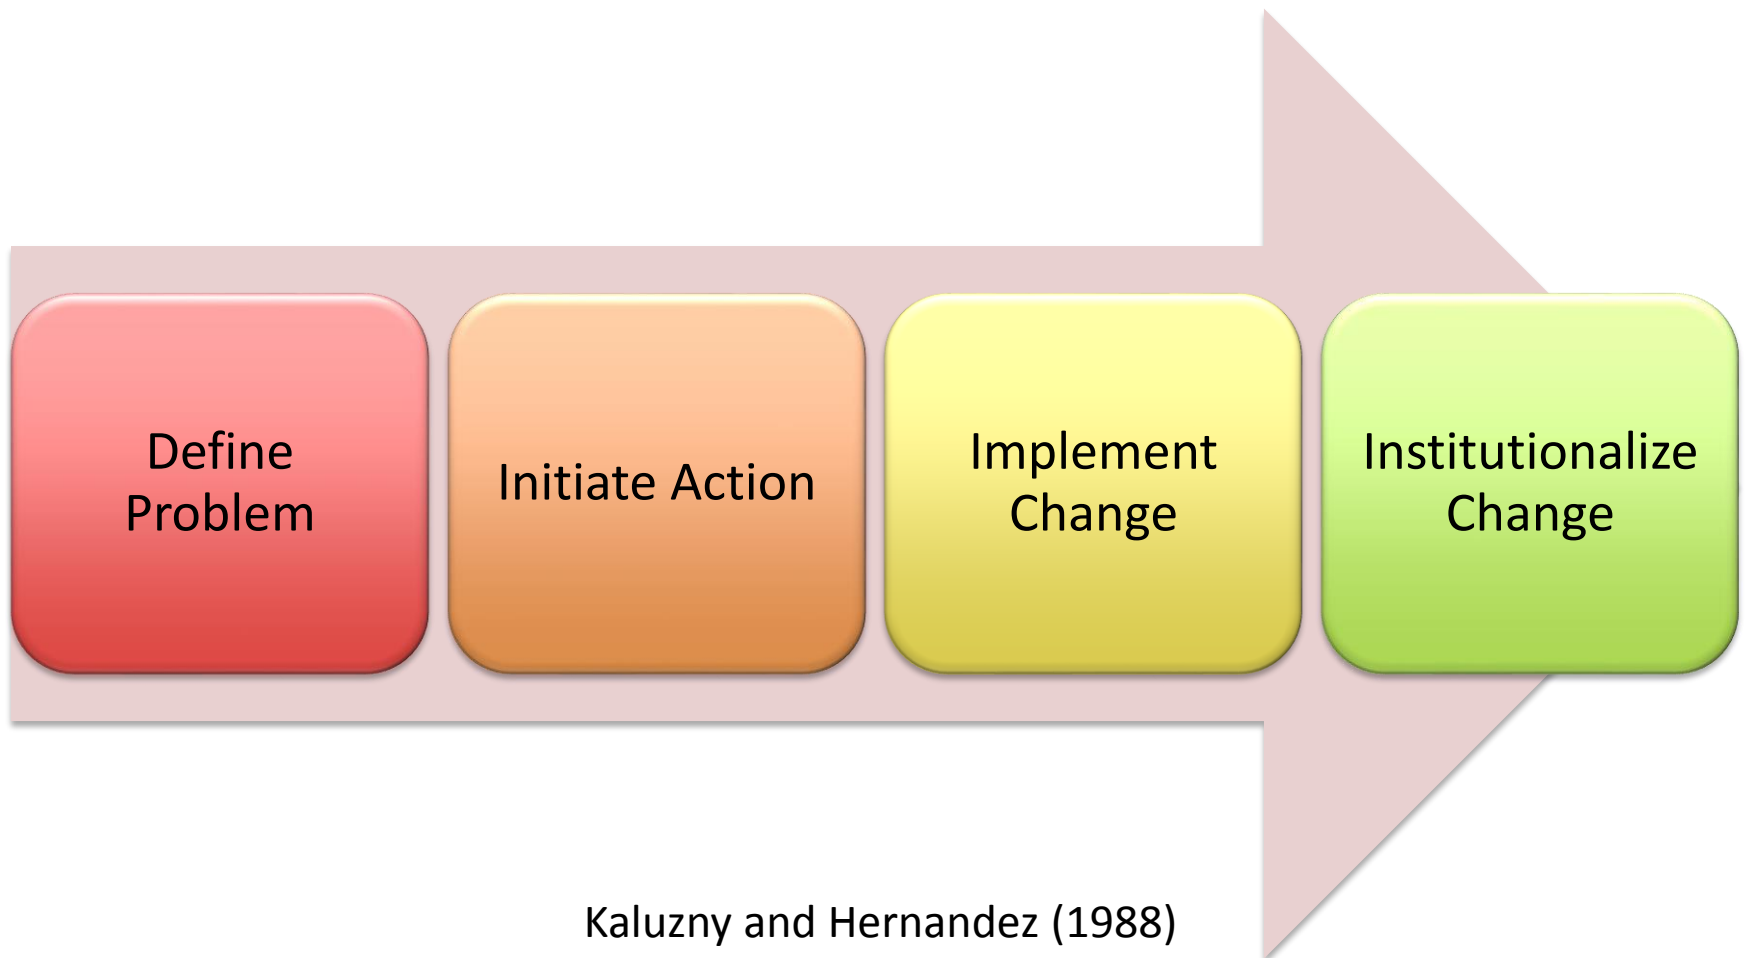 Define
Problem
Initiate Action
Implement
Change
Institutionalize
Change
Kaluzny and Hernandez (1988)